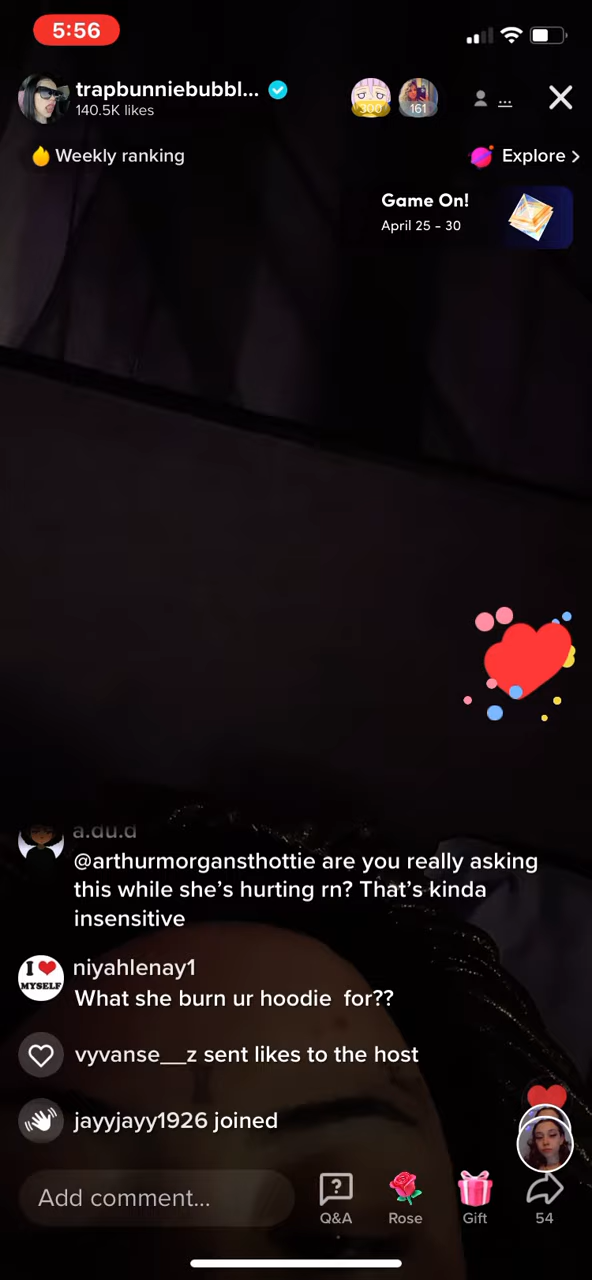 5:56
trapbunniebubbl...
140.5K likes
300
161
...
Weekly ranking
Explore >
Game On!
April 25 - 30
a.du.d
@arthurmorgansthottie are you really asking
this while she's hurting rn? That's kinda
insensitive
I ❤ MYSELF
niyahlenay1
What she burn ur hoodie for??
vyvanse__z sent likes to the host
jayyjayy1926 joined
Add comment...
Q&A
Rose
Gift
54